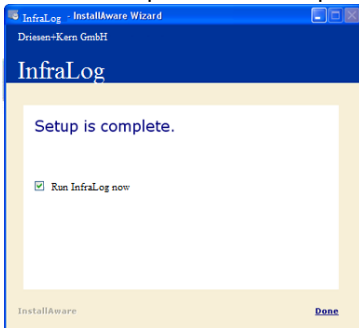 InfraLog - InstallAware Wizard
Driesen+Kern GmbH
InfraLog
Setup is complete.
Run InfraLog now
InstallAware
Done